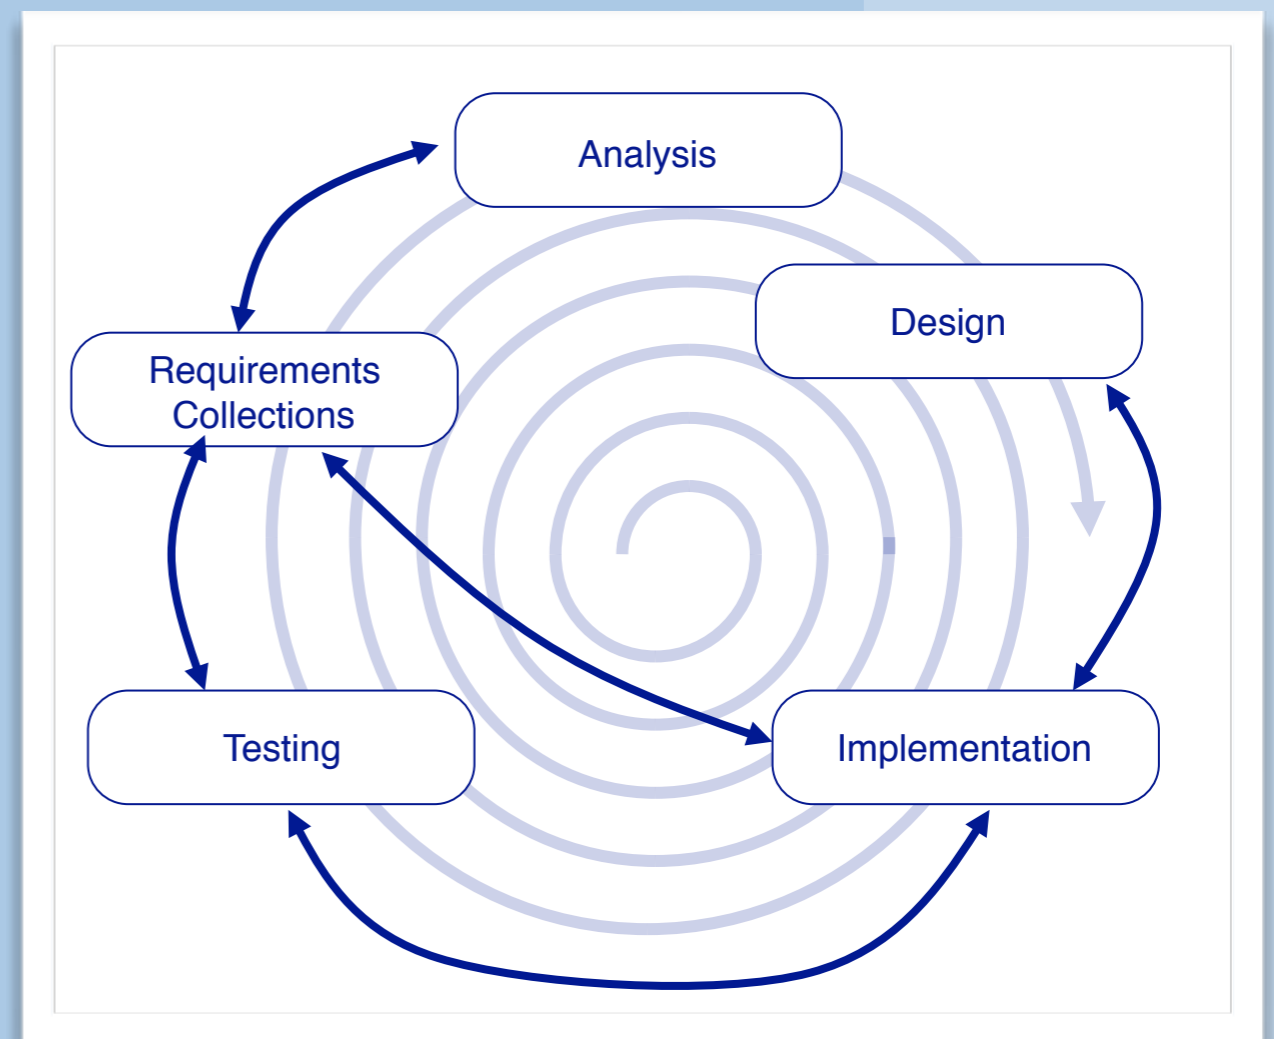 Analysis
Design
Requirements
Collections
Testing
Implementation